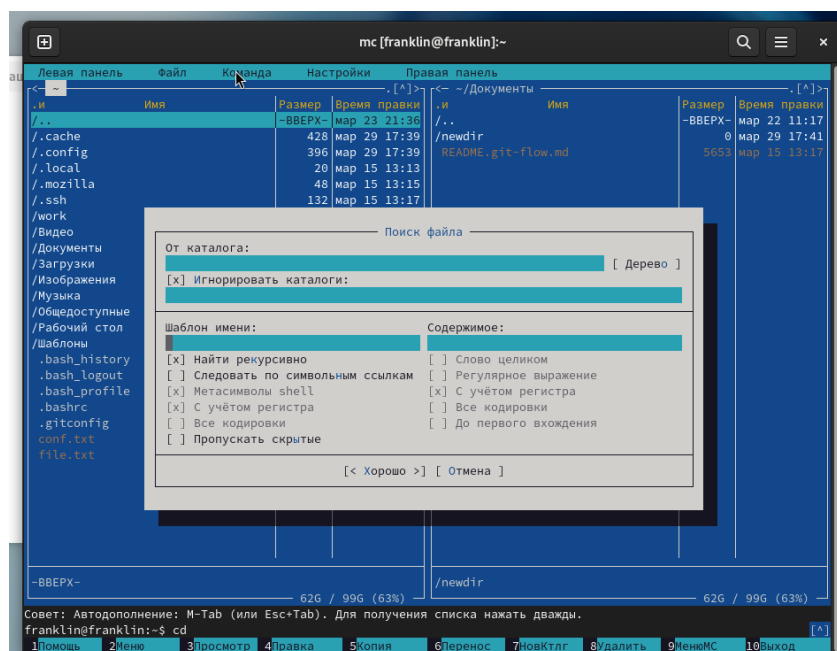 mc [franklin@franklin]:~
Левая панель Файл Команда Настройки Правая панель
<— ~ .[^]>
<— ~/Документы .[^]>
.и Имя Размер Время правки
/.. -ВВЕРХ- мар 23 21:36
/.cache 428 мар 29 17:39
/.config 396 мар 29 17:39
/.local 20 мар 15 13:13
/.mozilla 48 мар 15 13:15
/.ssh 132 мар 15 13:17
/work
/Видео
/Документы
/Загрузки
/Изображения
/Музыка
/Общедоступные
/Рабочий стол
/Шаблоны
.bash_history
.bash_logout
.bash_profile
.bashrc
.gitconfig
conf.txt
file.txt
-ВВЕРХ-
62G / 99G (63%)
.и Имя Размер Время правки
/.. -ВВЕРХ- мар 22 11:17
/newdir 0 мар 29 17:41
README.git-flow.md 5653 мар 15 13:17
/newdir
62G / 99G (63%)
Поиск файла
От каталога:
[ Дерево ]
[x] Игнорировать каталоги:
Шаблон имени:
[x] Найти рекурсивно
[ ] Следовать по символьным ссылкам
[x] Метасимволы shell
[x] С учётом регистра
[ ] Все кодировки
[ ] Пропускать скрытые
Содержимое:
[ ] Слово целиком
[ ] Регулярное выражение
[x] С учётом регистра
[ ] Все кодировки
[ ] До первого вхождения
[< Хорошо >] [ Отмена ]
Совет: Автодополнение: M-Tab (или Esc+Tab). Для получения списка нажать дважды.
franklin@franklin:~$ cd [^]
1Помощь 2Меню 3Просмотр 4Правка 5Копия 6Перенос 7НовКтлг 8Удалить 9МенюMC 10Выход